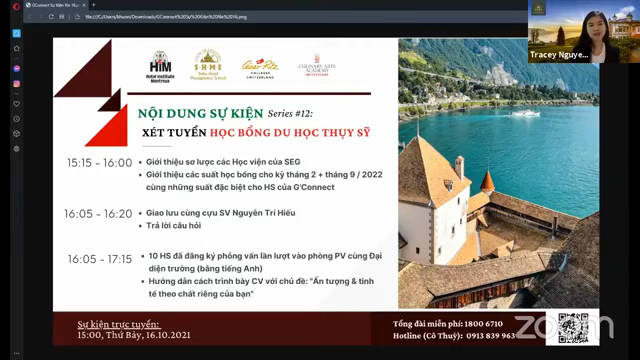 GConnect Sự Kiện file 16.png
Hotel Institute
Montreux
S·H·M·S
Swiss Hotel
Management School
César Ritz
COLLEGES
SWITZERLAND
CULINARY ARTS
ACADEMY
SWITZERLAND
Tracey Nguye...
NỘI DUNG SỰ KIỆN Series #12:
XÉT TUYỂN HỌC BỔNG DU HỌC THỤY SỸ
15:15 - 16:00
• Giới thiệu sơ lược các Học viện của SEG
• Giới thiệu các suất học bổng cho kỳ tháng 2 + tháng 9 / 2022
cùng những suất đặc biệt cho HS của G'Connect
16:05 - 16:20
• Giao lưu cùng cựu SV Nguyễn Trí Hiếu
• Trả lời câu hỏi
16:05 - 17:15
• 10 HS đã đăng ký phỏng vấn lần lượt vào phòng PV cùng Đại
diện trường (bằng tiếng Anh)
• Hướng dẫn cách trình bày CV với chủ đề: "Ấn tượng & tinh
tế theo chất riêng của bạn"
Sự kiện trực tuyến:
15:00, Thứ Bảy, 16.10.2021
Tổng đài miễn phí: 1800 6710
Hotline (Cô Thuỷ): 0913 839 963
zoom